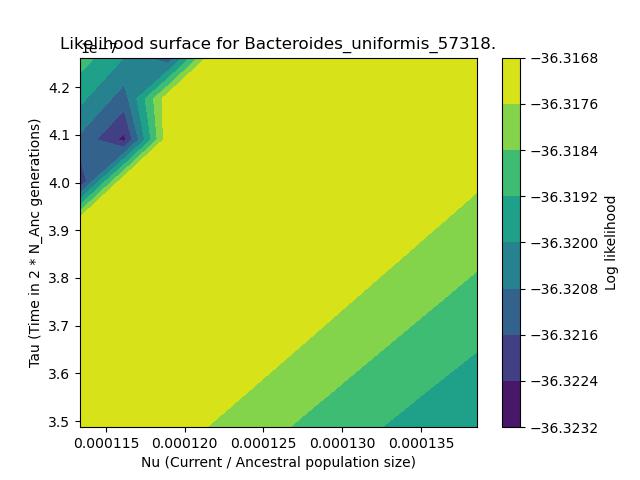 Likelihood surface for Bacteroides_uniformis_57318.
1e−7
4.2
4.1
4.0
3.9
3.8
3.7
3.6
3.5
Tau (Time in 2 * N_Anc generations)
0.000115 0.000120 0.000125 0.000130 0.000135
Nu (Current / Ancestral population size)
−36.3168
−36.3176
−36.3184
−36.3192
−36.3200
−36.3208
−36.3216
−36.3224
−36.3232
Log likelihood